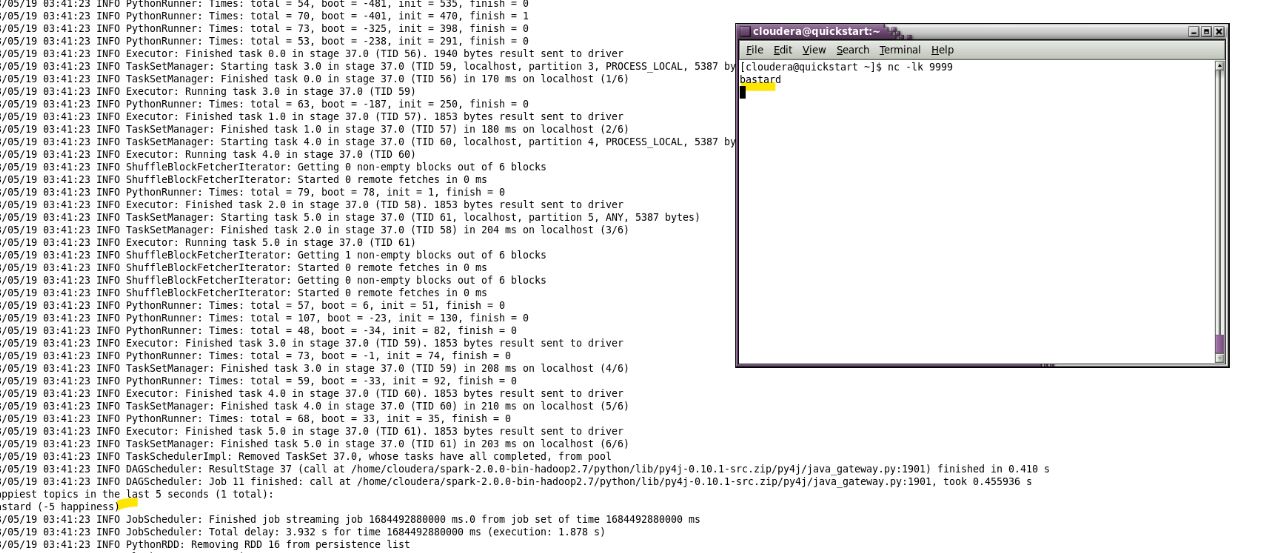 3/05/19 03:41:23 INFO PythonRunner: Times: total = 54, boot = -481, init = 535, finish = 0
3/05/19 03:41:23 INFO PythonRunner: Times: total = 70, boot = -401, init = 470, finish = 1
3/05/19 03:41:23 INFO PythonRunner: Times: total = 73, boot = -325, init = 398, finish = 0
3/05/19 03:41:23 INFO PythonRunner: Times: total = 53, boot = -238, init = 291, finish = 0
3/05/19 03:41:23 INFO Executor: Finished task 0.0 in stage 37.0 (TID 56). 1940 bytes result sent to driver
3/05/19 03:41:23 INFO TaskSetManager: Starting task 3.0 in stage 37.0 (TID 59, localhost, partition 3, PROCESS_LOCAL, 5387 by
3/05/19 03:41:23 INFO TaskSetManager: Finished task 0.0 in stage 37.0 (TID 56) in 170 ms on localhost (1/6)
3/05/19 03:41:23 INFO Executor: Running task 3.0 in stage 37.0 (TID 59)
3/05/19 03:41:23 INFO PythonRunner: Times: total = 63, boot = -187, init = 250, finish = 0
3/05/19 03:41:23 INFO Executor: Finished task 1.0 in stage 37.0 (TID 57). 1853 bytes result sent to driver
3/05/19 03:41:23 INFO TaskSetManager: Finished task 1.0 in stage 37.0 (TID 57) in 180 ms on localhost (2/6)
3/05/19 03:41:23 INFO TaskSetManager: Starting task 4.0 in stage 37.0 (TID 60, localhost, partition 4, PROCESS_LOCAL, 5387 by
3/05/19 03:41:23 INFO Executor: Running task 4.0 in stage 37.0 (TID 60)
3/05/19 03:41:23 INFO ShuffleBlockFetcherIterator: Getting 0 non-empty blocks out of 6 blocks
3/05/19 03:41:23 INFO ShuffleBlockFetcherIterator: Started 0 remote fetches in 0 ms
3/05/19 03:41:23 INFO PythonRunner: Times: total = 79, boot = 78, init = 1, finish = 0
3/05/19 03:41:23 INFO Executor: Finished task 2.0 in stage 37.0 (TID 58). 1853 bytes result sent to driver
3/05/19 03:41:23 INFO TaskSetManager: Starting task 5.0 in stage 37.0 (TID 61, localhost, partition 5, ANY, 5387 bytes)
3/05/19 03:41:23 INFO TaskSetManager: Finished task 2.0 in stage 37.0 (TID 58) in 204 ms on localhost (3/6)
3/05/19 03:41:23 INFO Executor: Running task 5.0 in stage 37.0 (TID 61)
3/05/19 03:41:23 INFO ShuffleBlockFetcherIterator: Getting 1 non-empty blocks out of 6 blocks
3/05/19 03:41:23 INFO ShuffleBlockFetcherIterator: Started 0 remote fetches in 0 ms
3/05/19 03:41:23 INFO ShuffleBlockFetcherIterator: Getting 0 non-empty blocks out of 6 blocks
3/05/19 03:41:23 INFO ShuffleBlockFetcherIterator: Started 0 remote fetches in 0 ms
3/05/19 03:41:23 INFO PythonRunner: Times: total = 57, boot = 6, init = 51, finish = 0
3/05/19 03:41:23 INFO PythonRunner: Times: total = 107, boot = -23, init = 130, finish = 0
3/05/19 03:41:23 INFO PythonRunner: Times: total = 48, boot = -34, init = 82, finish = 0
3/05/19 03:41:23 INFO Executor: Finished task 3.0 in stage 37.0 (TID 59). 1853 bytes result sent to driver
3/05/19 03:41:23 INFO PythonRunner: Times: total = 73, boot = -1, init = 74, finish = 0
3/05/19 03:41:23 INFO TaskSetManager: Finished task 3.0 in stage 37.0 (TID 59) in 208 ms on localhost (4/6)
3/05/19 03:41:23 INFO PythonRunner: Times: total = 59, boot = -33, init = 92, finish = 0
3/05/19 03:41:23 INFO Executor: Finished task 4.0 in stage 37.0 (TID 60). 1853 bytes result sent to driver
3/05/19 03:41:23 INFO TaskSetManager: Finished task 4.0 in stage 37.0 (TID 60) in 210 ms on localhost (5/6)
3/05/19 03:41:23 INFO PythonRunner: Times: total = 68, boot = 33, init = 35, finish = 0
3/05/19 03:41:23 INFO Executor: Finished task 5.0 in stage 37.0 (TID 61). 1853 bytes result sent to driver
3/05/19 03:41:23 INFO TaskSetManager: Finished task 5.0 in stage 37.0 (TID 61) in 203 ms on localhost (6/6)
3/05/19 03:41:23 INFO TaskSchedulerImpl: Removed TaskSet 37.0, whose tasks have all completed, from pool
3/05/19 03:41:23 INFO DAGScheduler: ResultStage 37 (call at /home/cloudera/spark-2.0.0-bin-hadoop2.7/python/lib/py4j-0.10.1-src.zip/py4j/java_gateway.py:1901) finished in 0.410 s
3/05/19 03:41:23 INFO DAGScheduler: Job 11 finished: call at /home/cloudera/spark-2.0.0-bin-hadoop2.7/python/lib/py4j-0.10.1-src.zip/py4j/java_gateway.py:1901, took 0.455936 s
appiest topics in the last 5 seconds (1 total):
astard (-5 happiness)
3/05/19 03:41:23 INFO JobScheduler: Finished job streaming job 1684492880000 ms.0 from job set of time 1684492880000 ms
3/05/19 03:41:23 INFO JobScheduler: Total delay: 3.932 s for time 1684492880000 ms (execution: 1.878 s)
3/05/19 03:41:23 INFO PythonRDD: Removing RDD 16 from persistence list
cloudera@quickstart:~
File Edit View Search Terminal Help
[cloudera@quickstart ~]$ nc -lk 9999
bastard